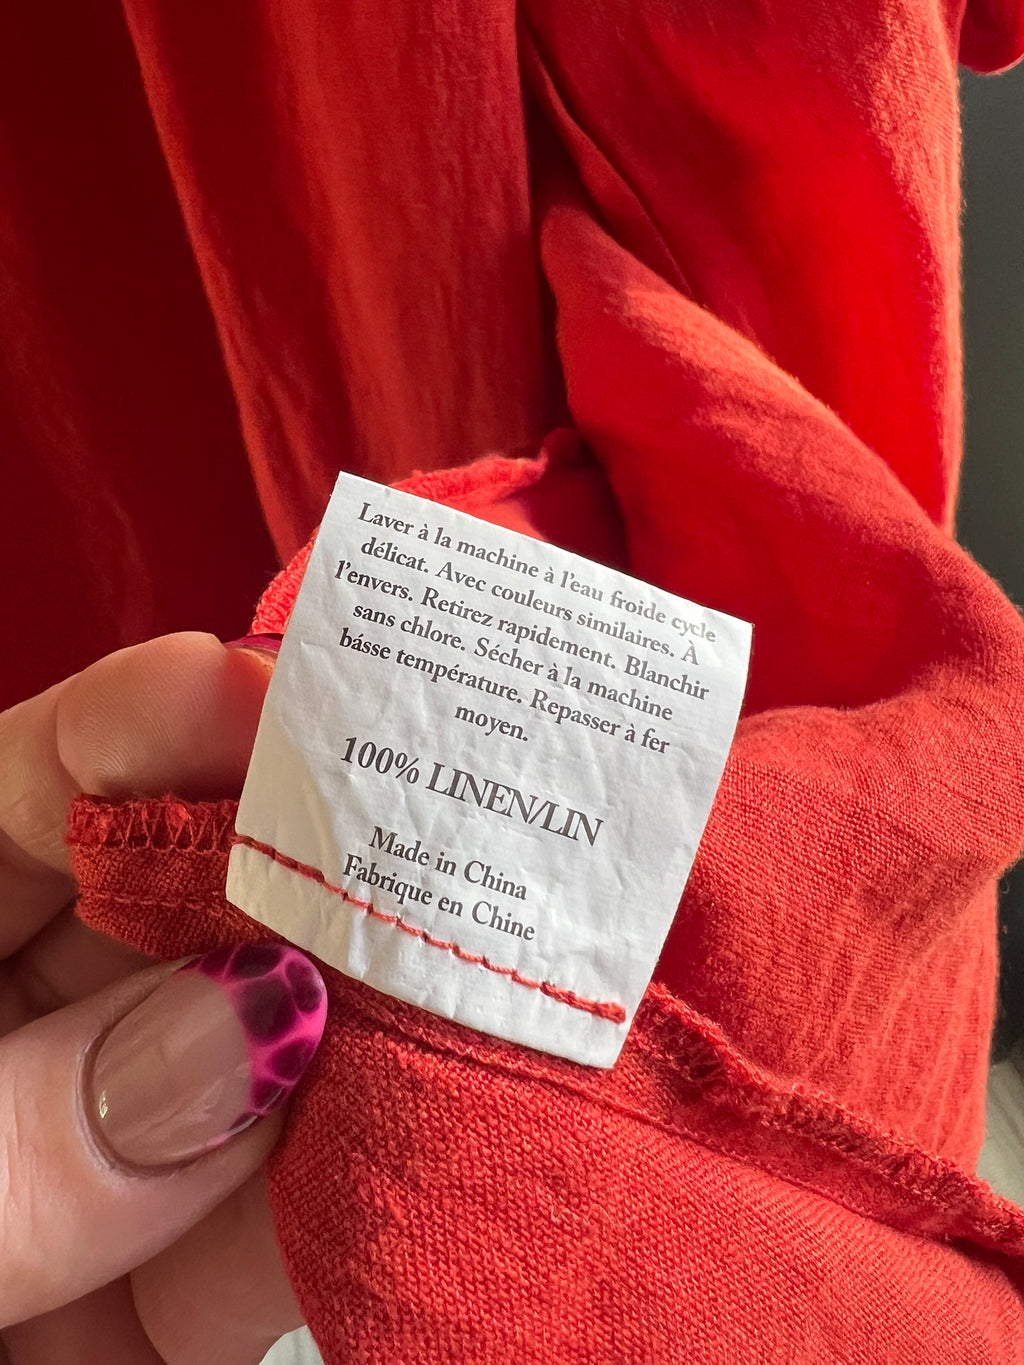 Laver à la machine à l'eau froide cycle
délicat. Avec couleurs similaires. À
l'envers. Retirez rapidement. Blanchir
sans chlore. Sécher à la machine
básse température. Repasser à fer
moyen.
100% LINEN/LIN
Made in China
Fabrique en Chine